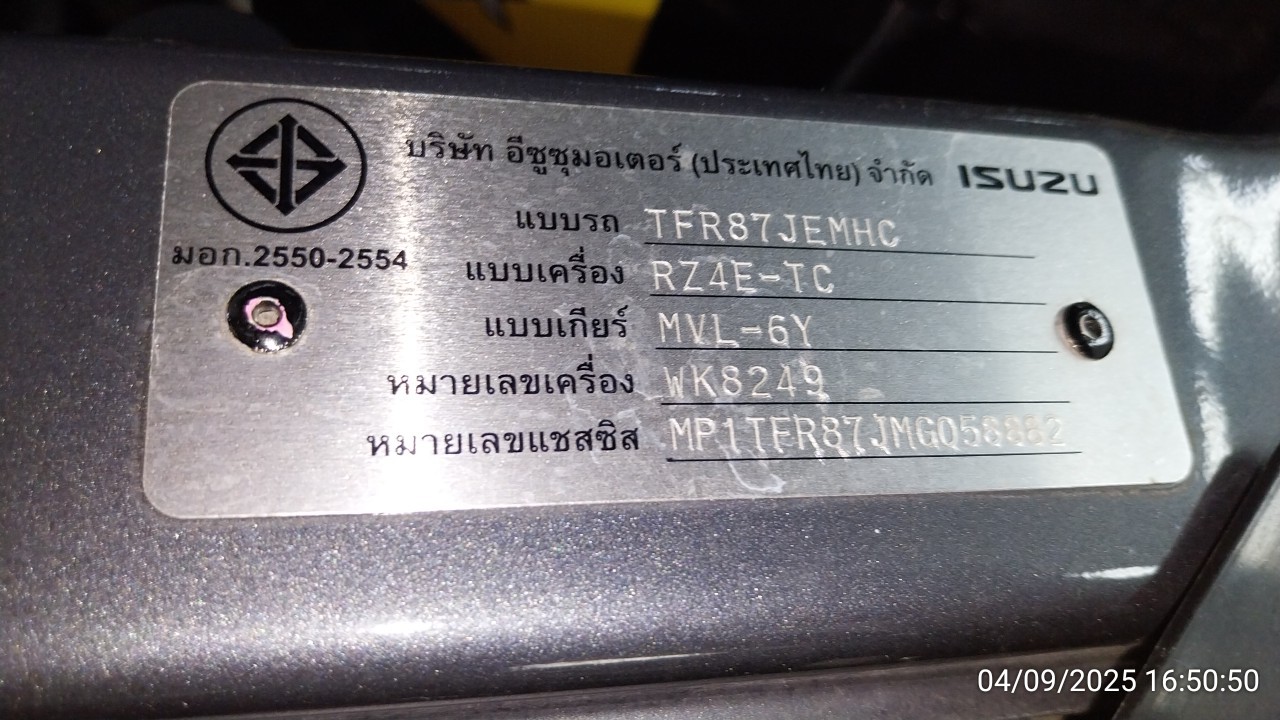 บริษัท อีซูซุมอเตอร์ (ประเทศไทย) จำกัด ISUZU
มอก.2550-2554
แบบรถ TFR87JEMHC
แบบเครื่อง RZ4E-TC
แบบเกียร์ MVL-6Y
หมายเลขเครื่อง WK8249
หมายเลขแชสซิส MP1TFR87JMG058882
04/09/2025 16:50:50